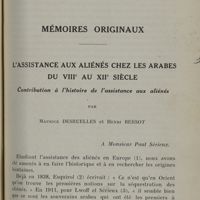 MÉMOIRES ORIGINAUX
L'ASSISTANCE AUX ALIÉNÉS CHEZ LES ARABES
DU VIIIe AU XIIe SIÈCLE
Contribution à l'histoire de l'assistance aux aliénés
PAR
MAURICE DESRUELLES et HENRI BERSOT
A Monsieur Paul Sérieux.
Etudiant l'assistance des aliénés en Europe (1), nous avons
été amenés à en faire l'historique et à en rechercher les origines
lointaines.
Déjà en 1838, Esquirol (2) écrivait : « Ce n'est qu'en Orient
qu'on trouve les premières notions sur la séquestration des
aliénés. » En 1911, pour Lwoff et Sérieux (3), « il semble bien
que ce sont les souverains arabes qui ont été les premiers à